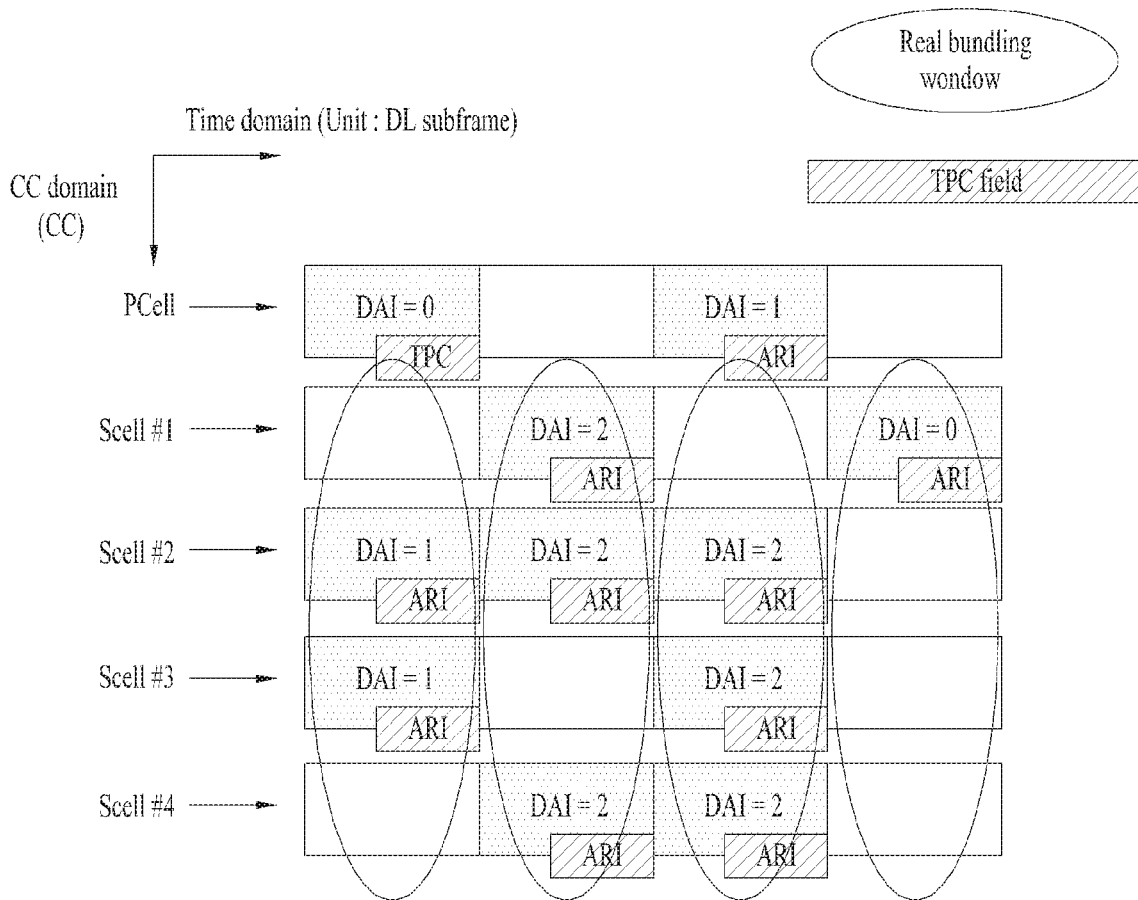 Real bundling
wondow
Time domain (Unit : DL subframe)
CC domain
(CC)
TPC field
PCell
DAI = 0
DAI = 1
TPC
ARI
Scell #1
DAI = 2
DAI = 0
ARI
ARI
Scell #2
DAI = 1
DAI = 2
DAI = 2
ARI
ARI
ARI
Scell #3
DAI = 1
DAI = 2
ARI
ARI
Scell #4
DAI = 2
DAI = 2
ARI
ARI